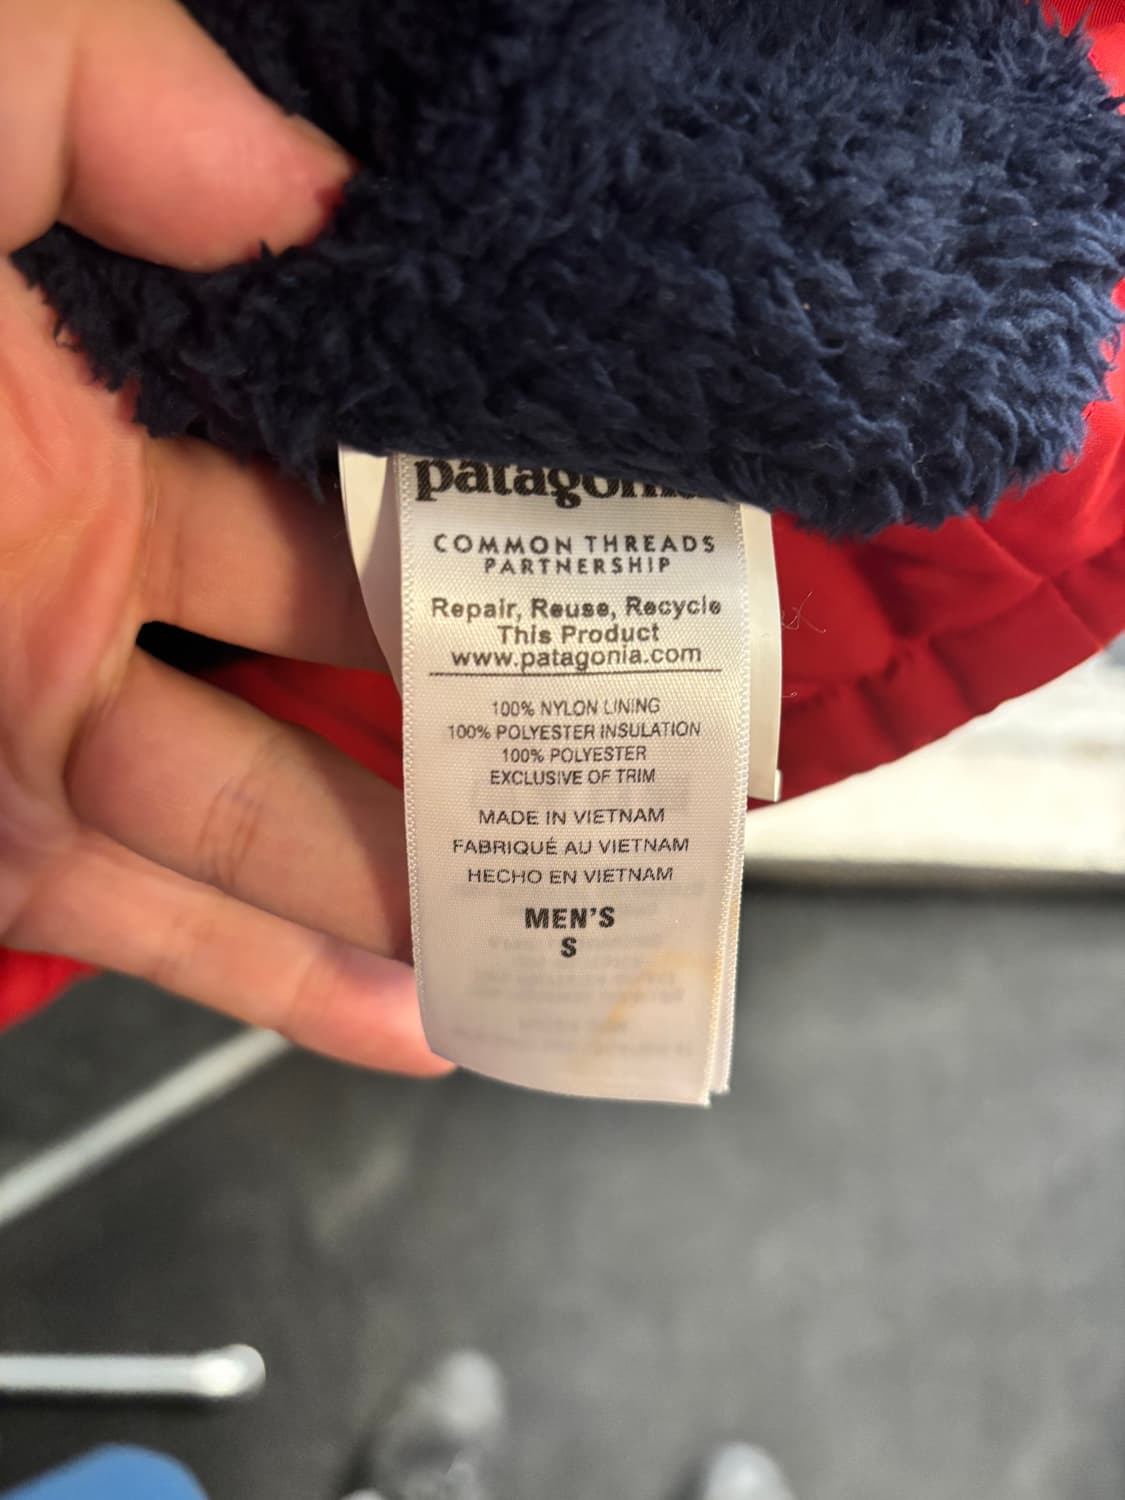 patagonia
COMMON THREADS
PARTNERSHIP
Repair, Reuse, Recycle
This Product
www.patagonia.com
100% NYLON LINING
100% POLYESTER INSULATION
100% POLYESTER
EXCLUSIVE OF TRIM
MADE IN VIETNAM
FABRIQUÉ AU VIETNAM
HECHO EN VIETNAM
MEN'S
S